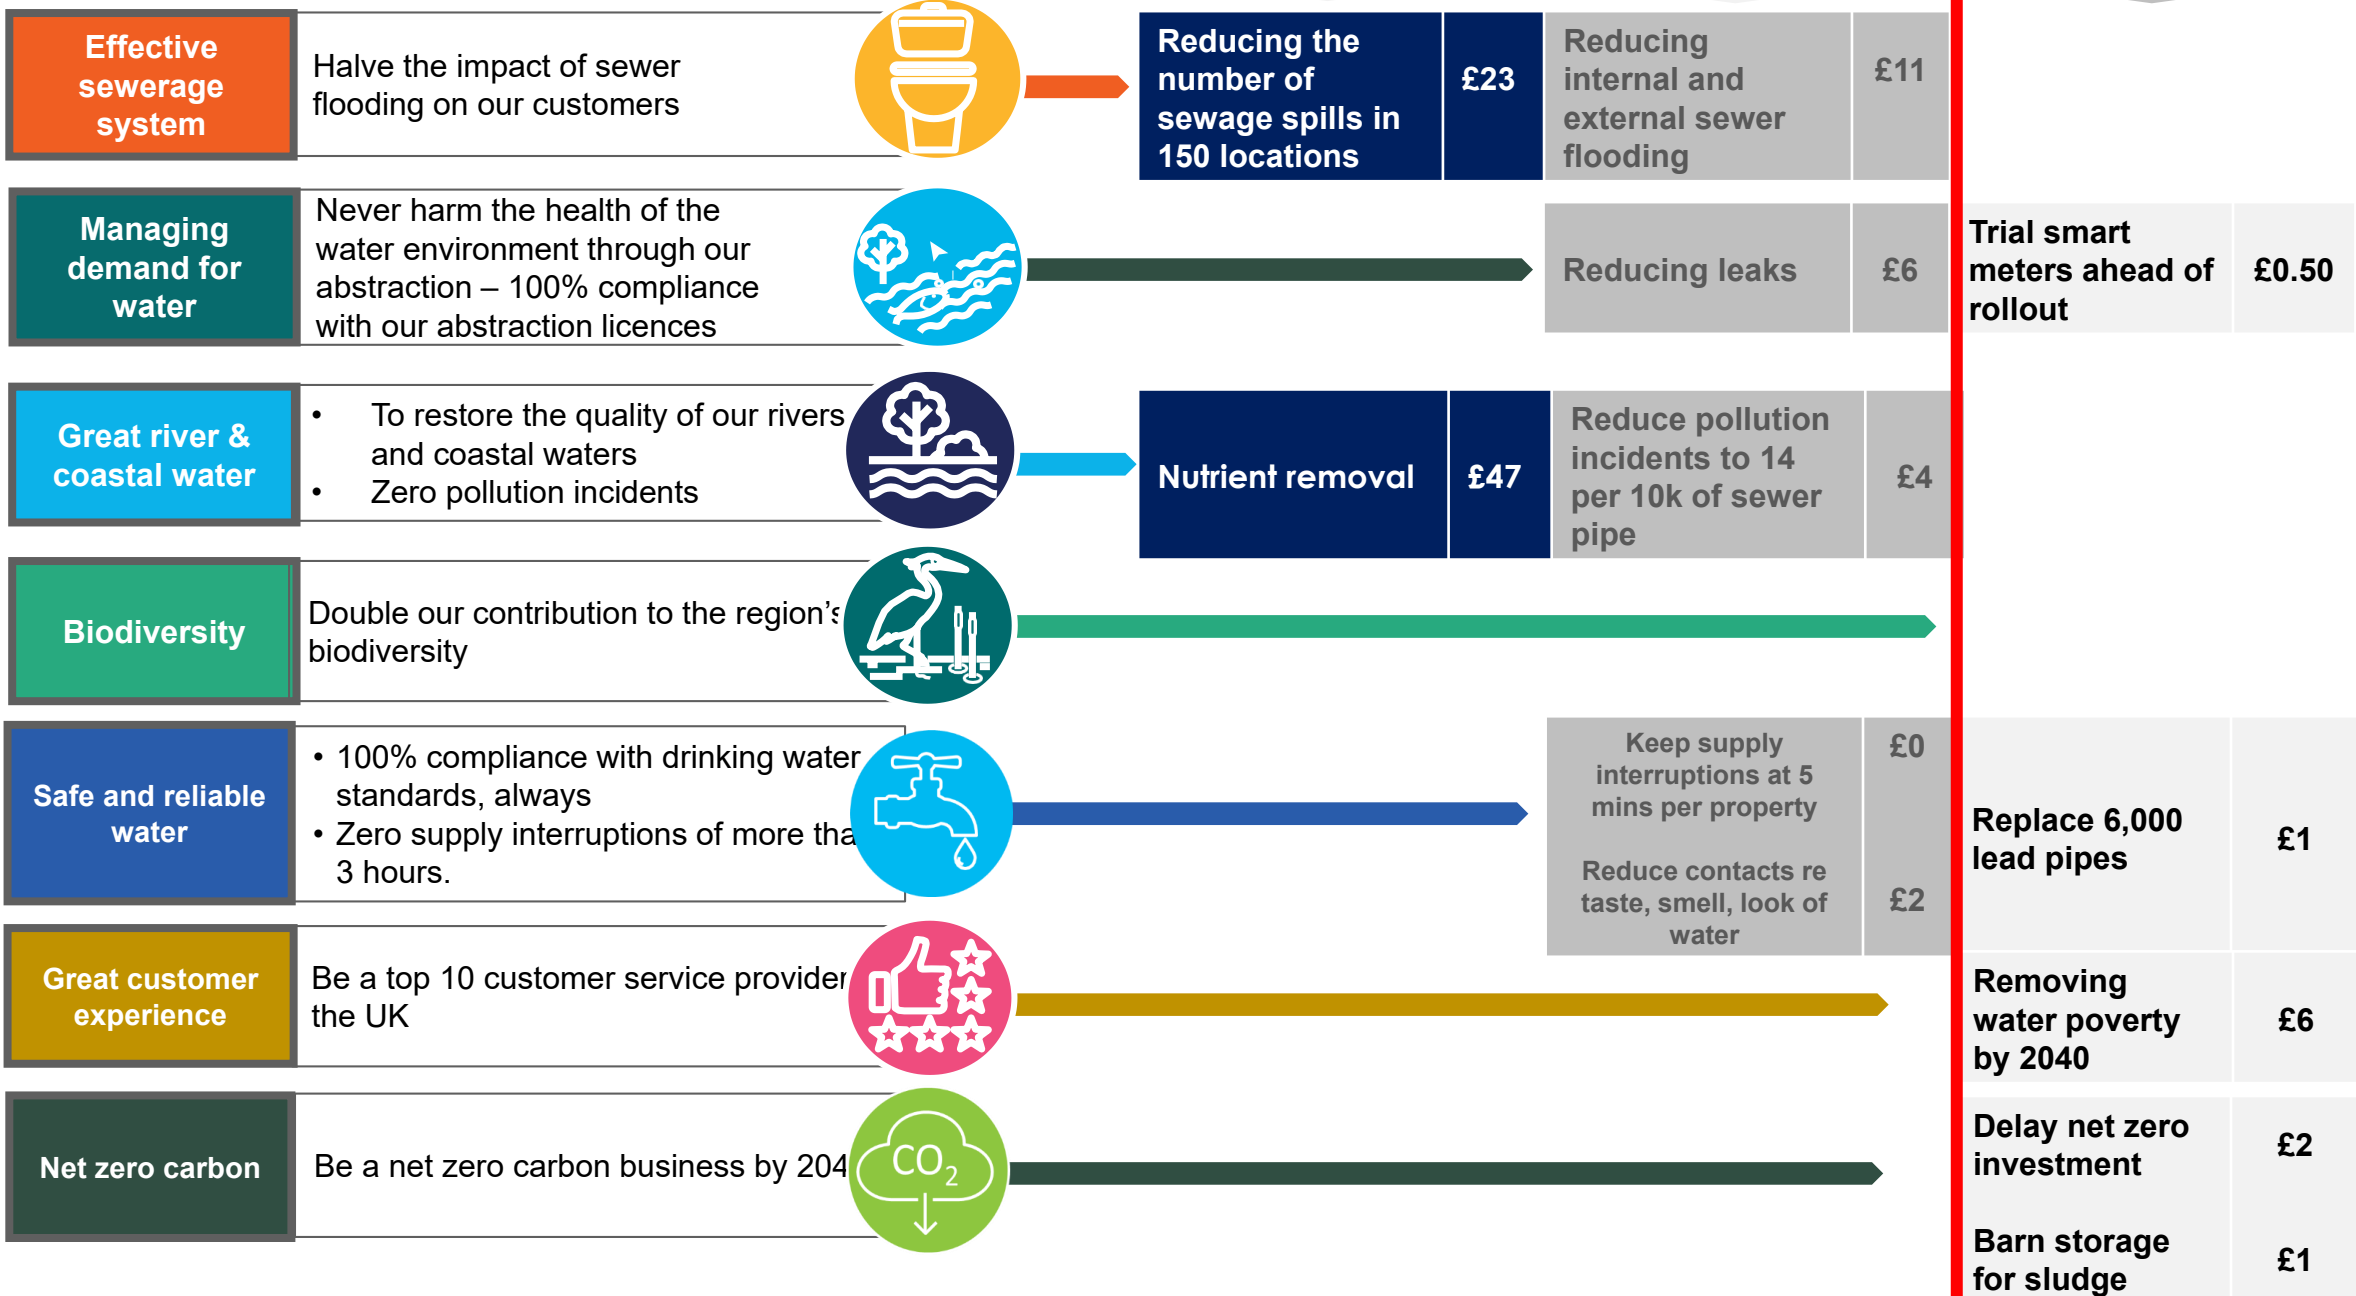 Effective
sewerage
system
Halve the impact of sewer
flooding on our customers
Reducing the
number of
sewage spills in
150 locations
£23
Reducing
internal and
external sewer
flooding
£11
Managing
demand for
water
Never harm the health of the
water environment through our
abstraction – 100% compliance
with our abstraction licences
Reducing leaks
£6
Trial smart
meters ahead of
rollout
£0.50
Great river &
coastal water
• To restore the quality of our rivers
and coastal waters
• Zero pollution incidents
Nutrient removal
£47
Reduce pollution
incidents to 14
per 10k of sewer
pipe
£4
Biodiversity
Double our contribution to the region's
biodiversity
Safe and reliable
water
• 100% compliance with drinking water
standards, always
• Zero supply interruptions of more tha
3 hours.
Keep supply
interruptions at 5
mins per property
£0
Reduce contacts re
taste, smell, look of
water
£2
Replace 6,000
lead pipes
£1
Great customer
experience
Be a top 10 customer service provider
the UK
Removing
water poverty
by 2040
£6
Net zero carbon
Be a net zero carbon business by 204
CO2
Delay net zero
investment
£2
Barn storage
for sludge
£1